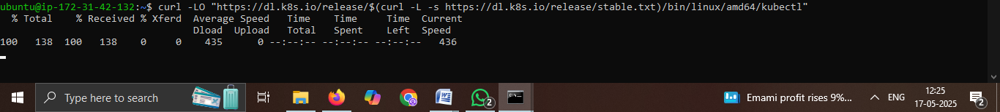 ubuntu@ip-172-31-42-132:~$ curl -LO "https://dl.k8s.io/release/$(curl -L -s https://dl.k8s.io/release/stable.txt)/bin/linux/amd64/kubectl"
  % Total    % Received % Xferd  Average Speed   Time    Time     Time  Current
                                 Dload  Upload   Total   Spent    Left  Speed
100   138  100   138    0     0    435      0 --:--:-- --:--:-- --:--:--   436
Type here to search
2
Emami profit rises 9%...
ENG
12:25
17-05-2025
2